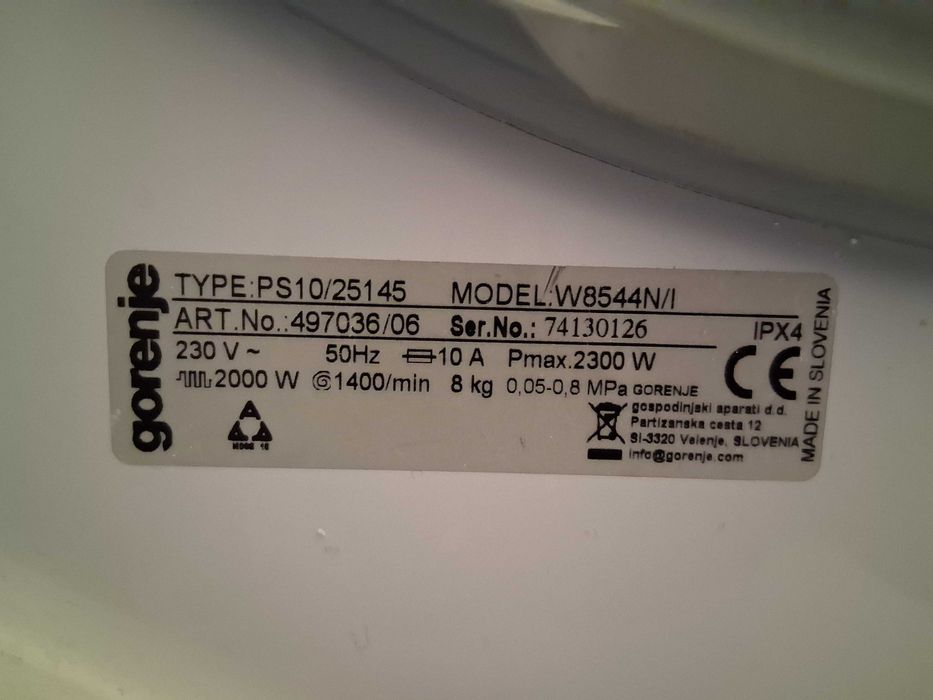 gorenje
TYPE:PS10/25145 MODEL:W8544N/I
ART.No.:497036/06 Ser.No.: 74130126 IPX4
230 V ~ 50Hz 10 A Pmax.2300 W
2000 W 1400/min 8 kg 0,05-0,8 MPa GORENJE
gospodinjski aparati d.d.
Partizanska cesta 12
SI-3320 Velenje, SLOVENIA
info@gorenje.com
CE
MADE IN SLOVENIA